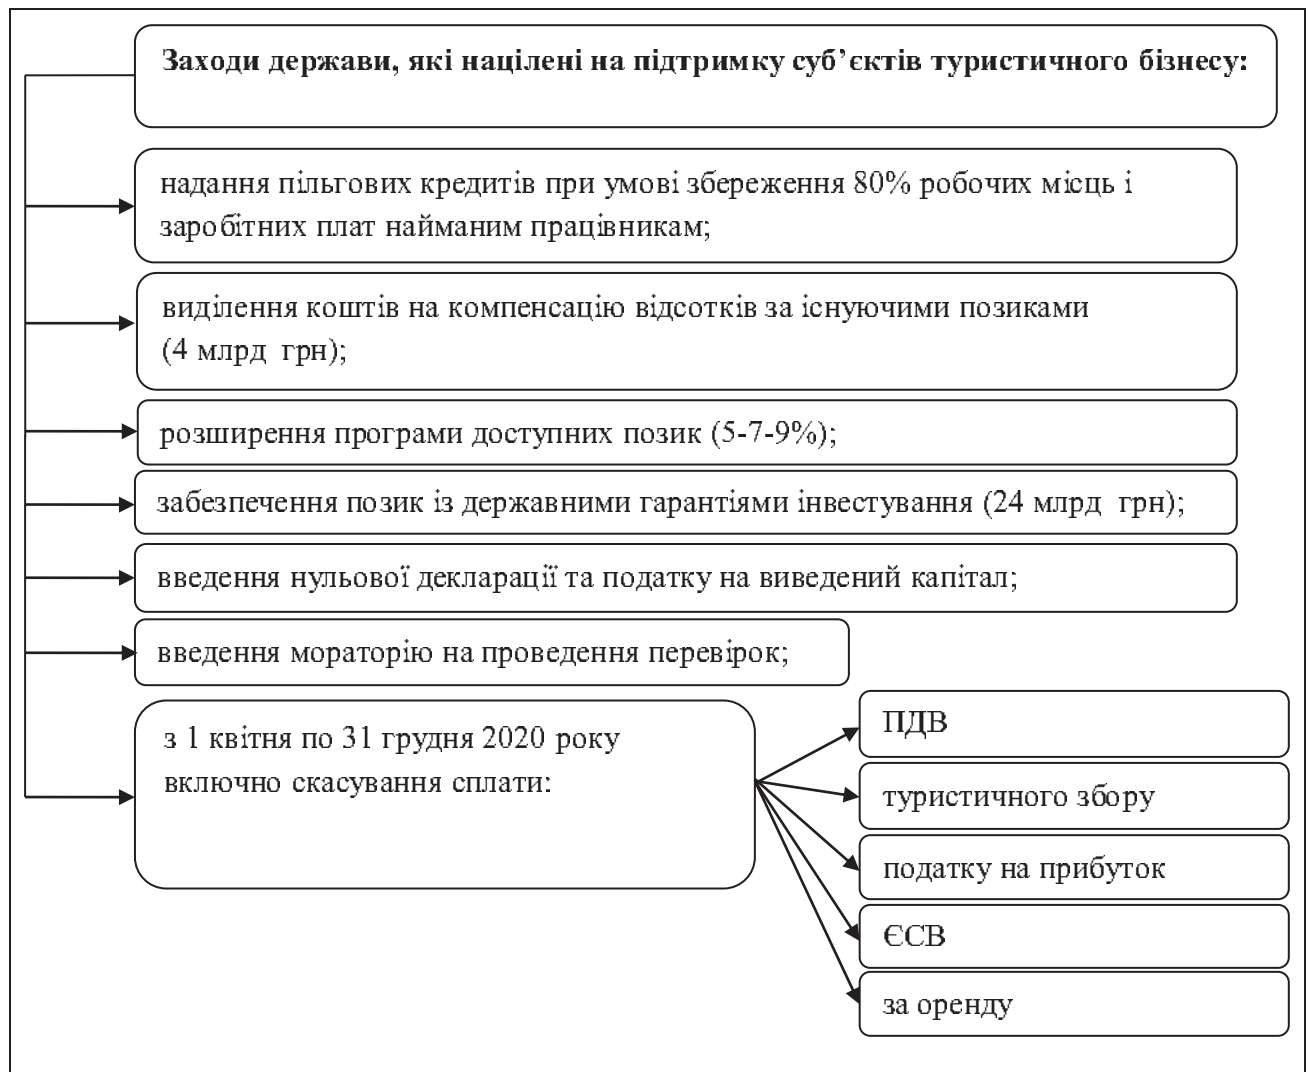 Заходи держави, які націлені на підтримку суб’єктів туристичного бізнесу:
надання пільгових кредитів при умові збереження 80% робочих місць і
заробітних плат найманим працівникам;
виділення коштів на компенсацію відсотків за існуючими позиками
(4 млрд грн);
розширення програми доступних позик (5-7-9%);
забезпечення позик із державними гарантіями інвестування (24 млрд грн);
введення нульової декларації та податку на виведений капітал;
введення мораторію на проведення перевірок;
з 1 квітня по 31 грудня 2020 року
включно скасування сплати:
ПДВ
туристичного збору
податку на прибуток
ЄСВ
за оренду